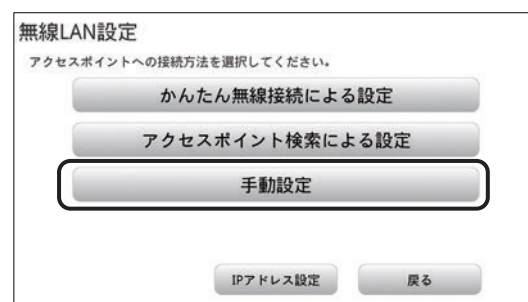 無線LAN設定
アクセスポイントへの接続方法を選択してください。
かんたん無線接続による設定
アクセスポイント検索による設定
手動設定
IPアドレス設定 戻る